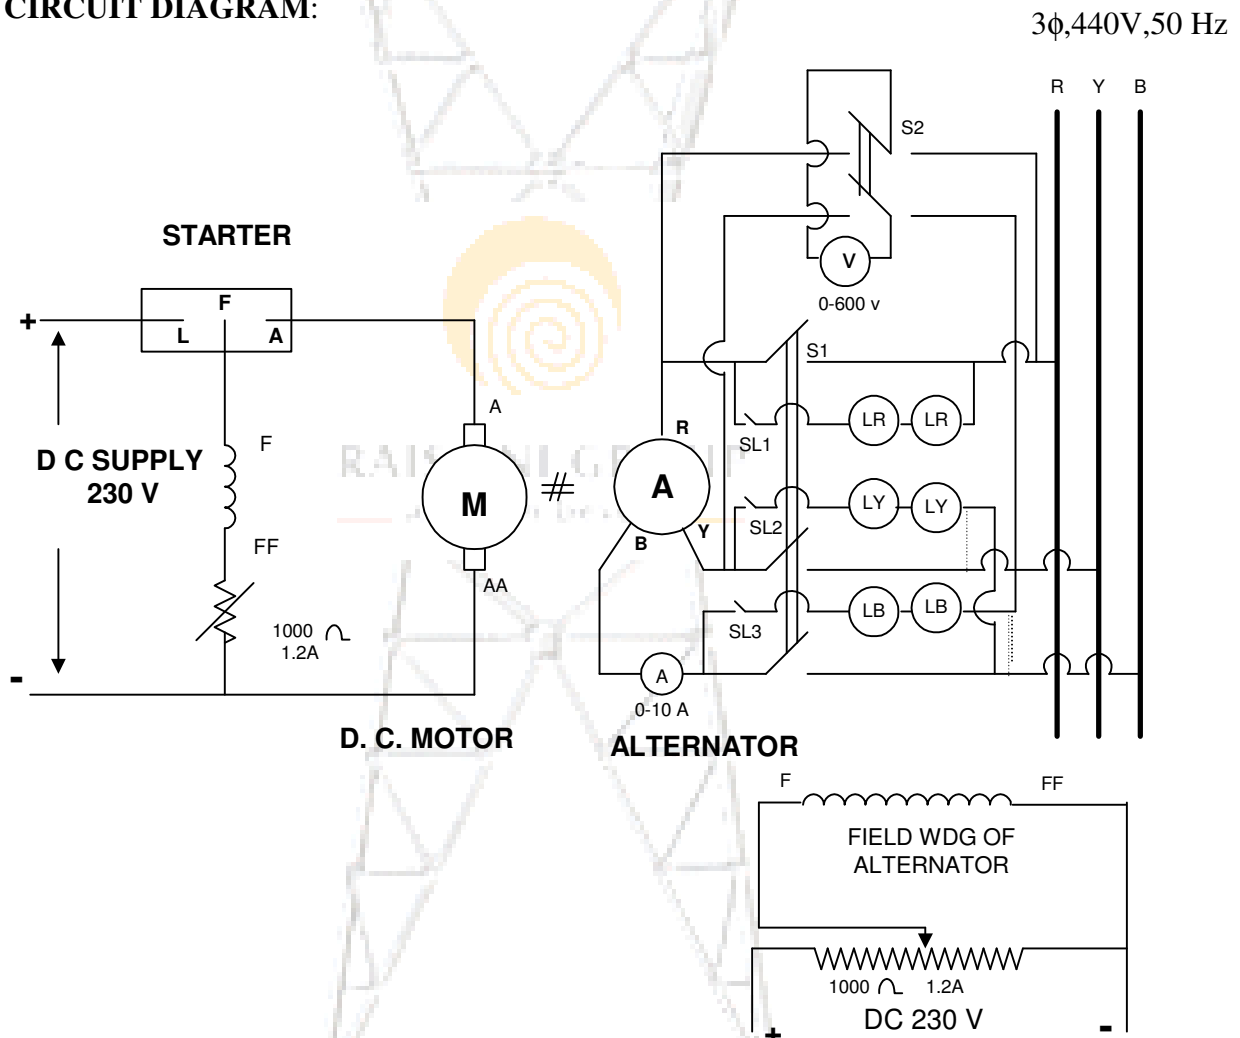 CIRCUIT DIAGRAM:
3ϕ,440V,50 Hz
R Y B
S2
STARTER
V
0-600 v
F
+
L A
S1
A
R
LR LR
SL1
F
D C SUPPLY
230 V
RAISONI GROUP
M
A
LY LY
SL2
B Y
FF
AA
LB LB
SL3
1000
1.2A
-
A
0-10 A
D. C. MOTOR
ALTERNATOR
F FF
FIELD WDG OF
ALTERNATOR
1000 1.2A
DC 230 V
+ -